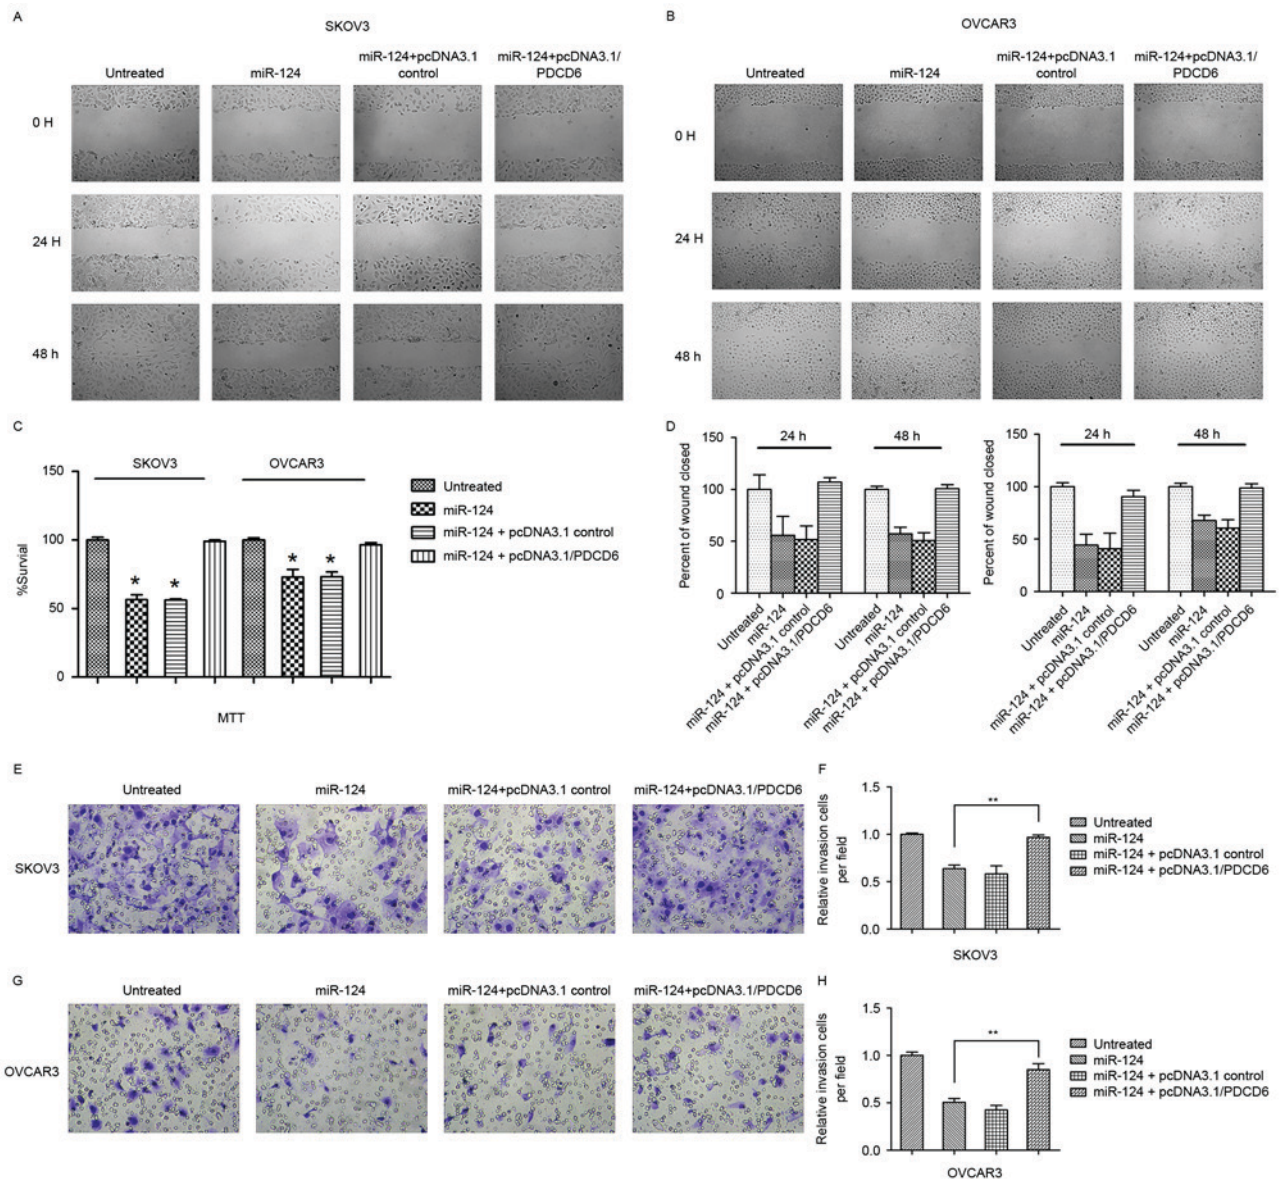 A
SKOV3
Untreated
miR-124
miR-124+pcDNA3.1
control
miR-124+pcDNA3.1/
PDCD6
0 H
24 H
48 h
B
OVCAR3
Untreated
miR-124
miR-124+pcDNA3.1
control
miR-124+pcDNA3.1/
PDCD6
0 H
24 H
48 h
C
SKOV3
OVCAR3
%Survial
150
100
50
0
*
*
*
*
MTT
Untreated
miR-124
miR-124 + pcDNA3.1 control
miR-124 + pcDNA3.1/PDCD6
D
Percent of wound closed
150
100
50
0
24 h
48 h
Untreated
miR-124
miR-124 + pcDNA3.1 control
miR-124 + pcDNA3.1/PDCD6
Untreated
miR-124
miR-124 + pcDNA3.1 control
miR-124 + pcDNA3.1/PDCD6
Percent of wound closed
150
100
50
0
24 h
48 h
Untreated
miR-124
miR-124 + pcDNA3.1 control
miR-124 + pcDNA3.1/PDCD6
Untreated
miR-124
miR-124 + pcDNA3.1 control
miR-124 + pcDNA3.1/PDCD6
E
Untreated
miR-124
miR-124+pcDNA3.1 control
miR-124+pcDNA3.1/PDCD6
SKOV3
F
Relative invasion cells
per field
1.5
1.0
0.5
0.0
**
SKOV3
Untreated
miR-124
miR-124 + pcDNA3.1 control
miR-124 + pcDNA3.1/PDCD6
G
Untreated
miR-124
miR-124+pcDNA3.1 control
miR-124+pcDNA3.1/PDCD6
OVCAR3
H
Relative invasion cells
per field
1.5
1.0
0.5
0.0
**
OVCAR3
Untreated
miR-124
miR-124 + pcDNA3.1 control
miR-124 + pcDNA3.1/PDCD6